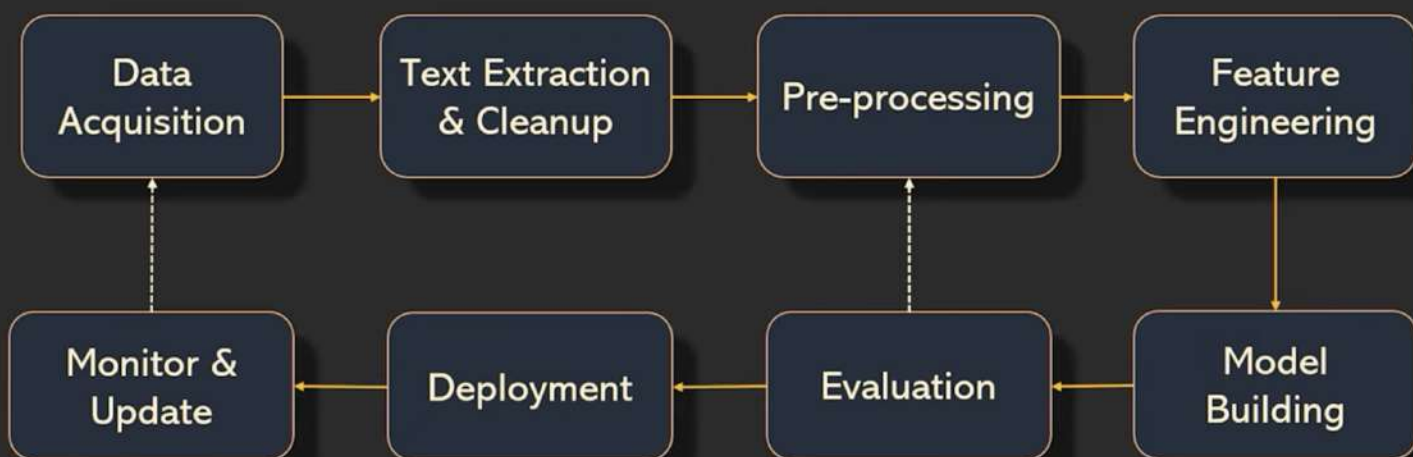 Data
Acquisition
Text Extraction
& Cleanup
Pre-processing
Feature
Engineering
Monitor &
Update
Deployment
Evaluation
Model
Building